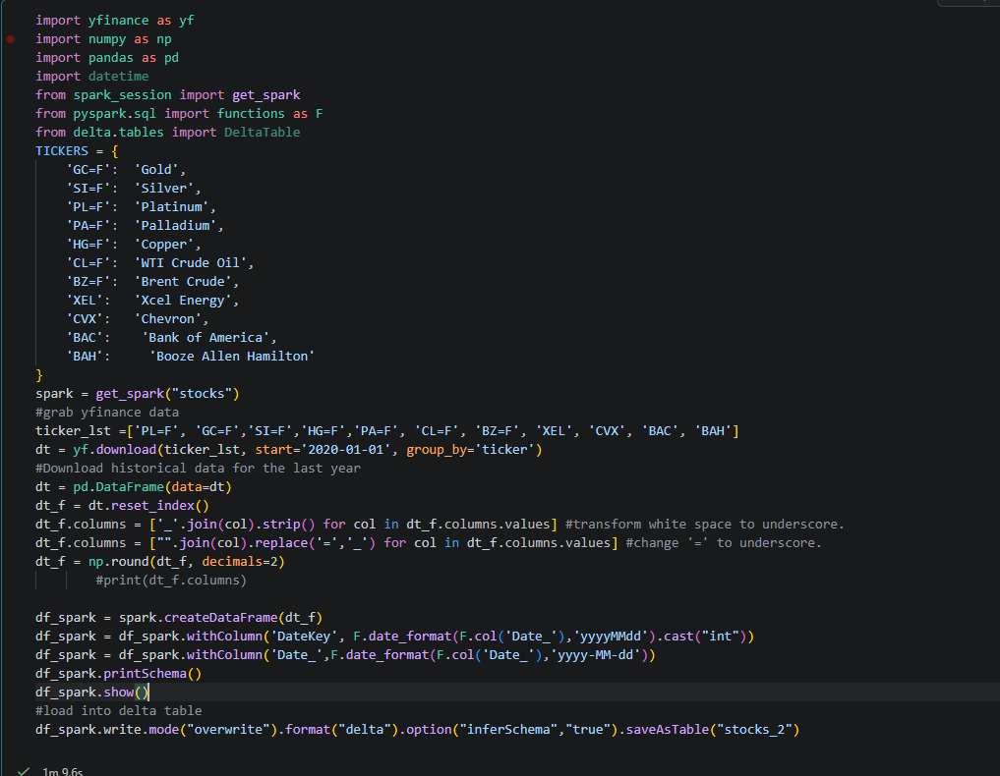 import yfinance as yf
import numpy as np
import pandas as pd
import datetime
from spark_session import get_spark
from pyspark.sql import functions as F
from delta.tables import DeltaTable
TICKERS = {
    'GC=F':  'Gold',
    'SI=F':  'Silver',
    'PL=F':  'Platinum',
    'PA=F':  'Palladium',
    'HG=F':  'Copper',
    'CL=F':  'WTI Crude Oil',
    'BZ=F':  'Brent Crude',
    'XEL':   'Xcel Energy',
    'CVX':   'Chevron',
    'BAC':    'Bank of America',
    'BAH':     'Booze Allen Hamilton'
}
spark = get_spark("stocks")
#grab yfinance data
ticker_lst =['PL=F', 'GC=F','SI=F','HG=F','PA=F', 'CL=F', 'BZ=F', 'XEL', 'CVX', 'BAC', 'BAH']
dt = yf.download(ticker_lst, start='2020-01-01', group_by='ticker')
#Download historical data for the last year
dt = pd.DataFrame(data=dt)
dt_f = dt.reset_index()
dt_f.columns = ['_'.join(col).strip() for col in dt_f.columns.values] #transform white space to underscore.
dt_f.columns = ["".join(col).replace('=','_') for col in dt_f.columns.values] #change '=' to underscore.
dt_f = np.round(dt_f, decimals=2)
        #print(dt_f.columns)
df_spark = spark.createDataFrame(dt_f)
df_spark = df_spark.withColumn('DateKey', F.date_format(F.col('Date_'),'yyyyMMdd').cast("int"))
df_spark = df_spark.withColumn('Date_',F.date_format(F.col('Date_'),'yyyy-MM-dd'))
df_spark.printSchema()
df_spark.show()
#load into delta table
df_spark.write.mode("overwrite").format("delta").option("inferSchema","true").saveAsTable("stocks_2")
1m 9.6s